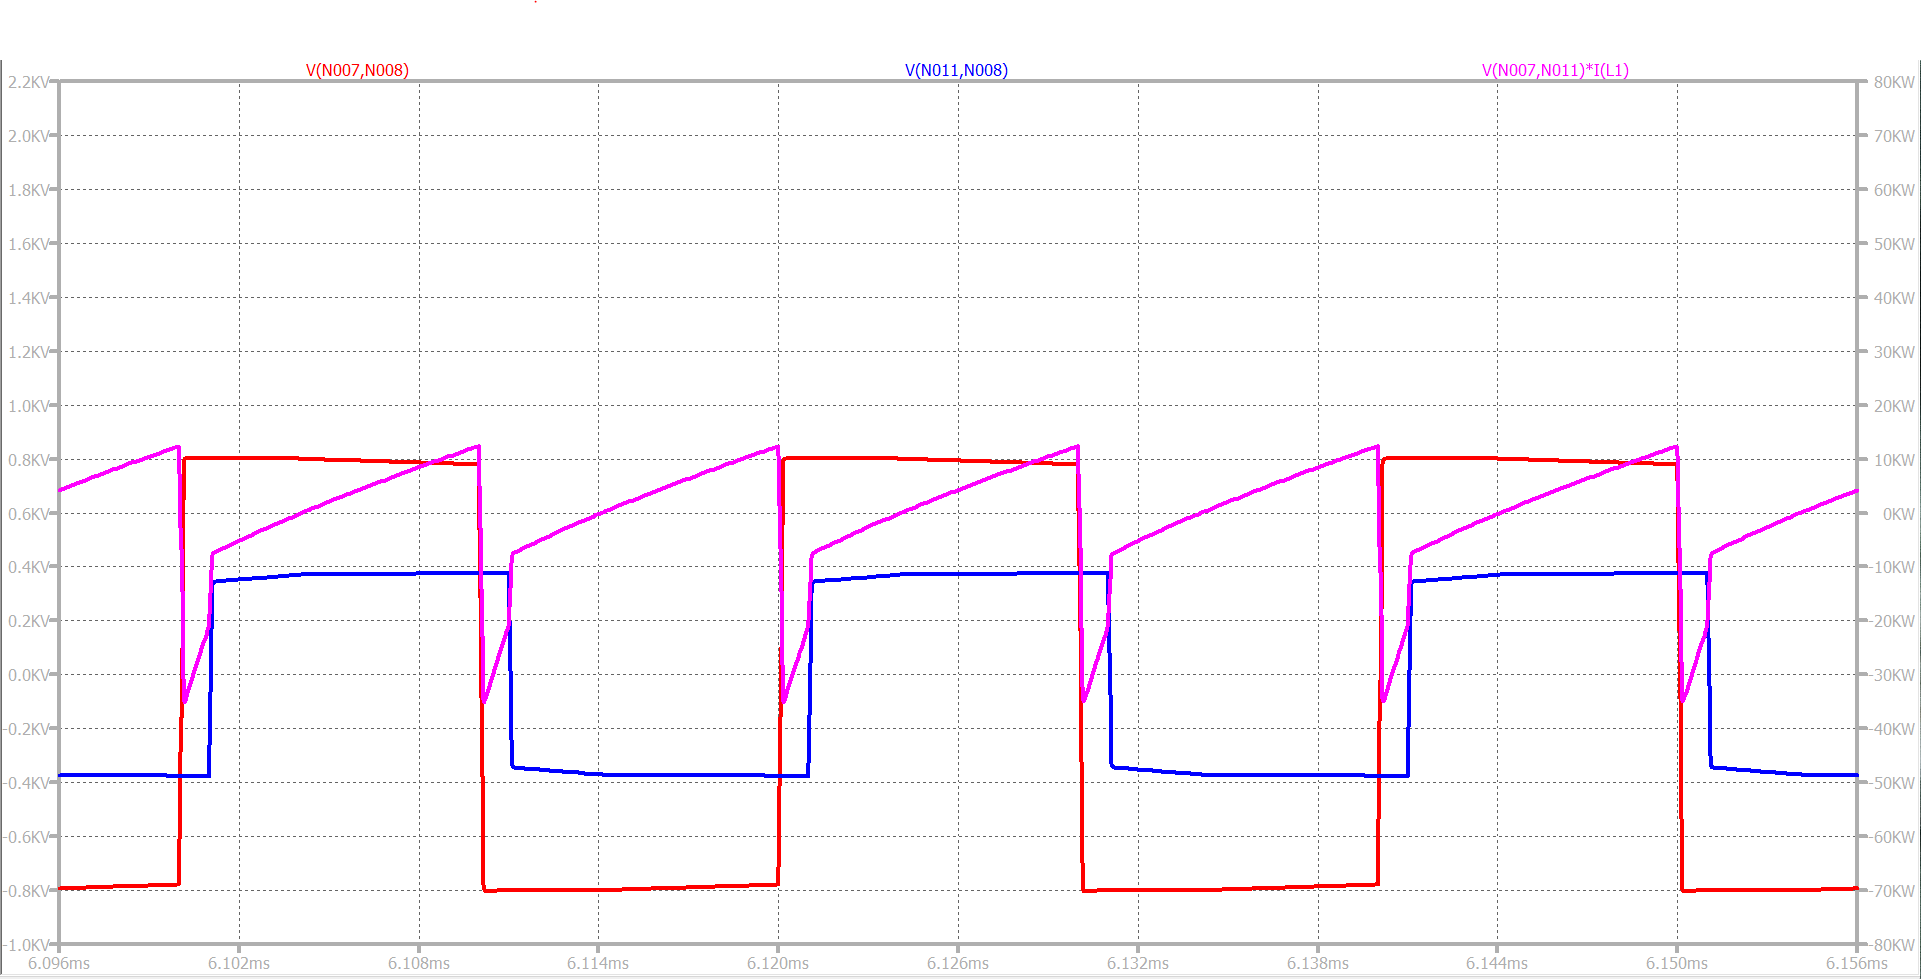 V(N007,N008) V(N011,N008) V(N007,N011)*I(L1)
2.2KV 80KW
2.0KV 70KW
1.8KV 60KW
1.6KV 50KW
1.4KV 40KW
1.2KV 30KW
1.0KV 20KW
0.8KV 10KW
0.6KV 0KW
0.4KV -10KW
0.2KV -20KW
0.0KV -30KW
-0.2KV -40KW
-0.4KV -50KW
-0.6KV -60KW
-0.8KV -70KW
-1.0KV -80KW
6.096ms 6.102ms 6.108ms 6.114ms 6.120ms 6.126ms 6.132ms 6.138ms 6.144ms 6.150ms 6.156ms